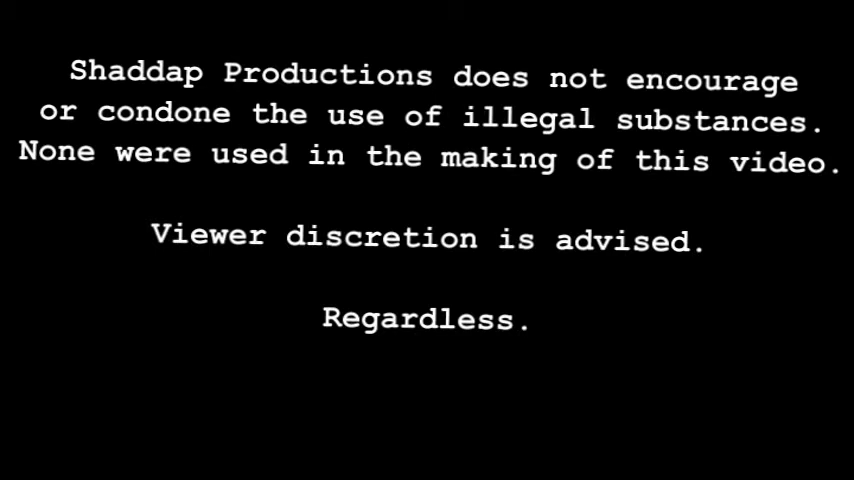 Shaddap Productions does not encourage
or condone the use of illegal substances.
None were used in the making of this video.
Viewer discretion is advised.
Regardless.